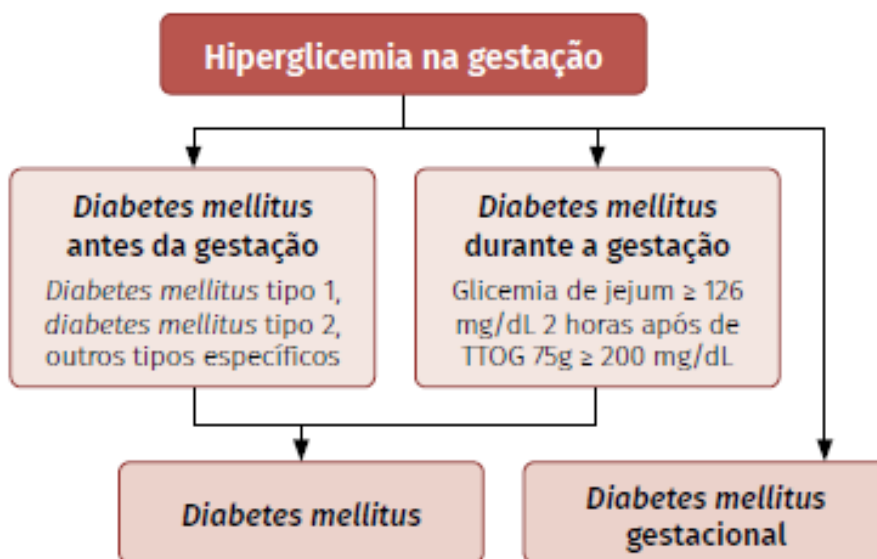 Hiperglicemia na gestação
Diabetes mellitus
antes da gestação
Diabetes mellitus tipo 1,
diabetes mellitus tipo 2,
outros tipos específicos
Diabetes mellitus
durante a gestação
Glicemia de jejum ≥ 126
mg/dL 2 horas após de
TTOG 75g ≥ 200 mg/dL
Diabetes mellitus
Diabetes mellitus
gestacional